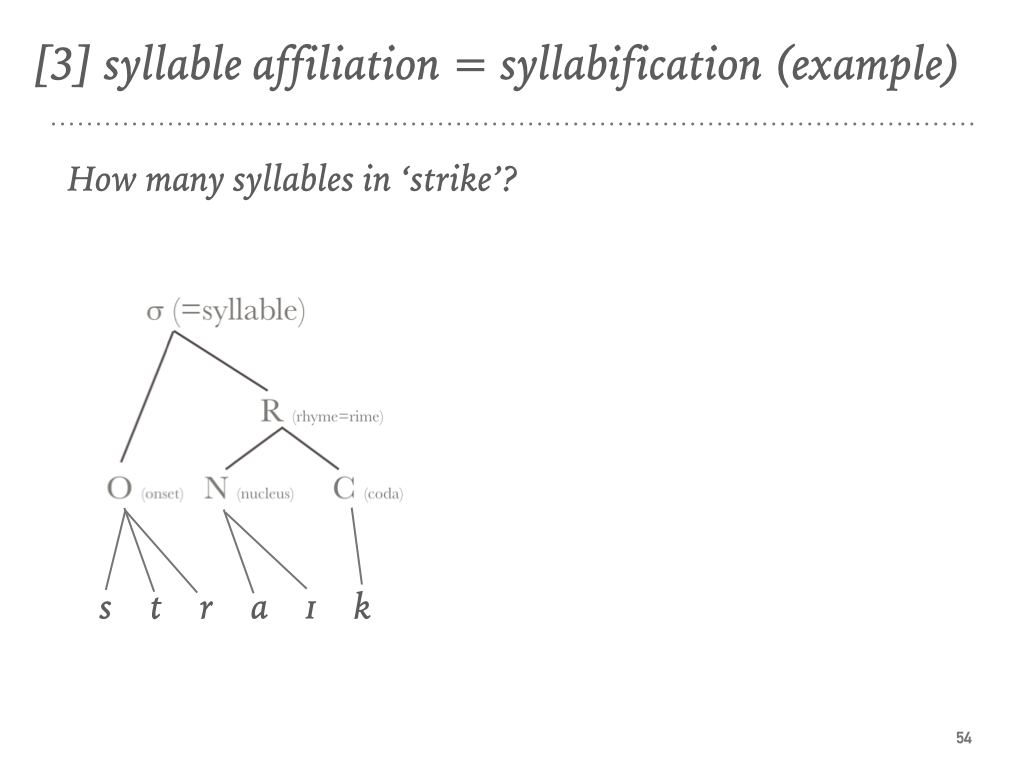 [3] syllable affiliation = syllabification (example)
How many syllables in ‘strike’?
σ (=syllable)
R (rhyme=rime)
O (onset) N (nucleus) C (coda)
s t r a ɪ k
54